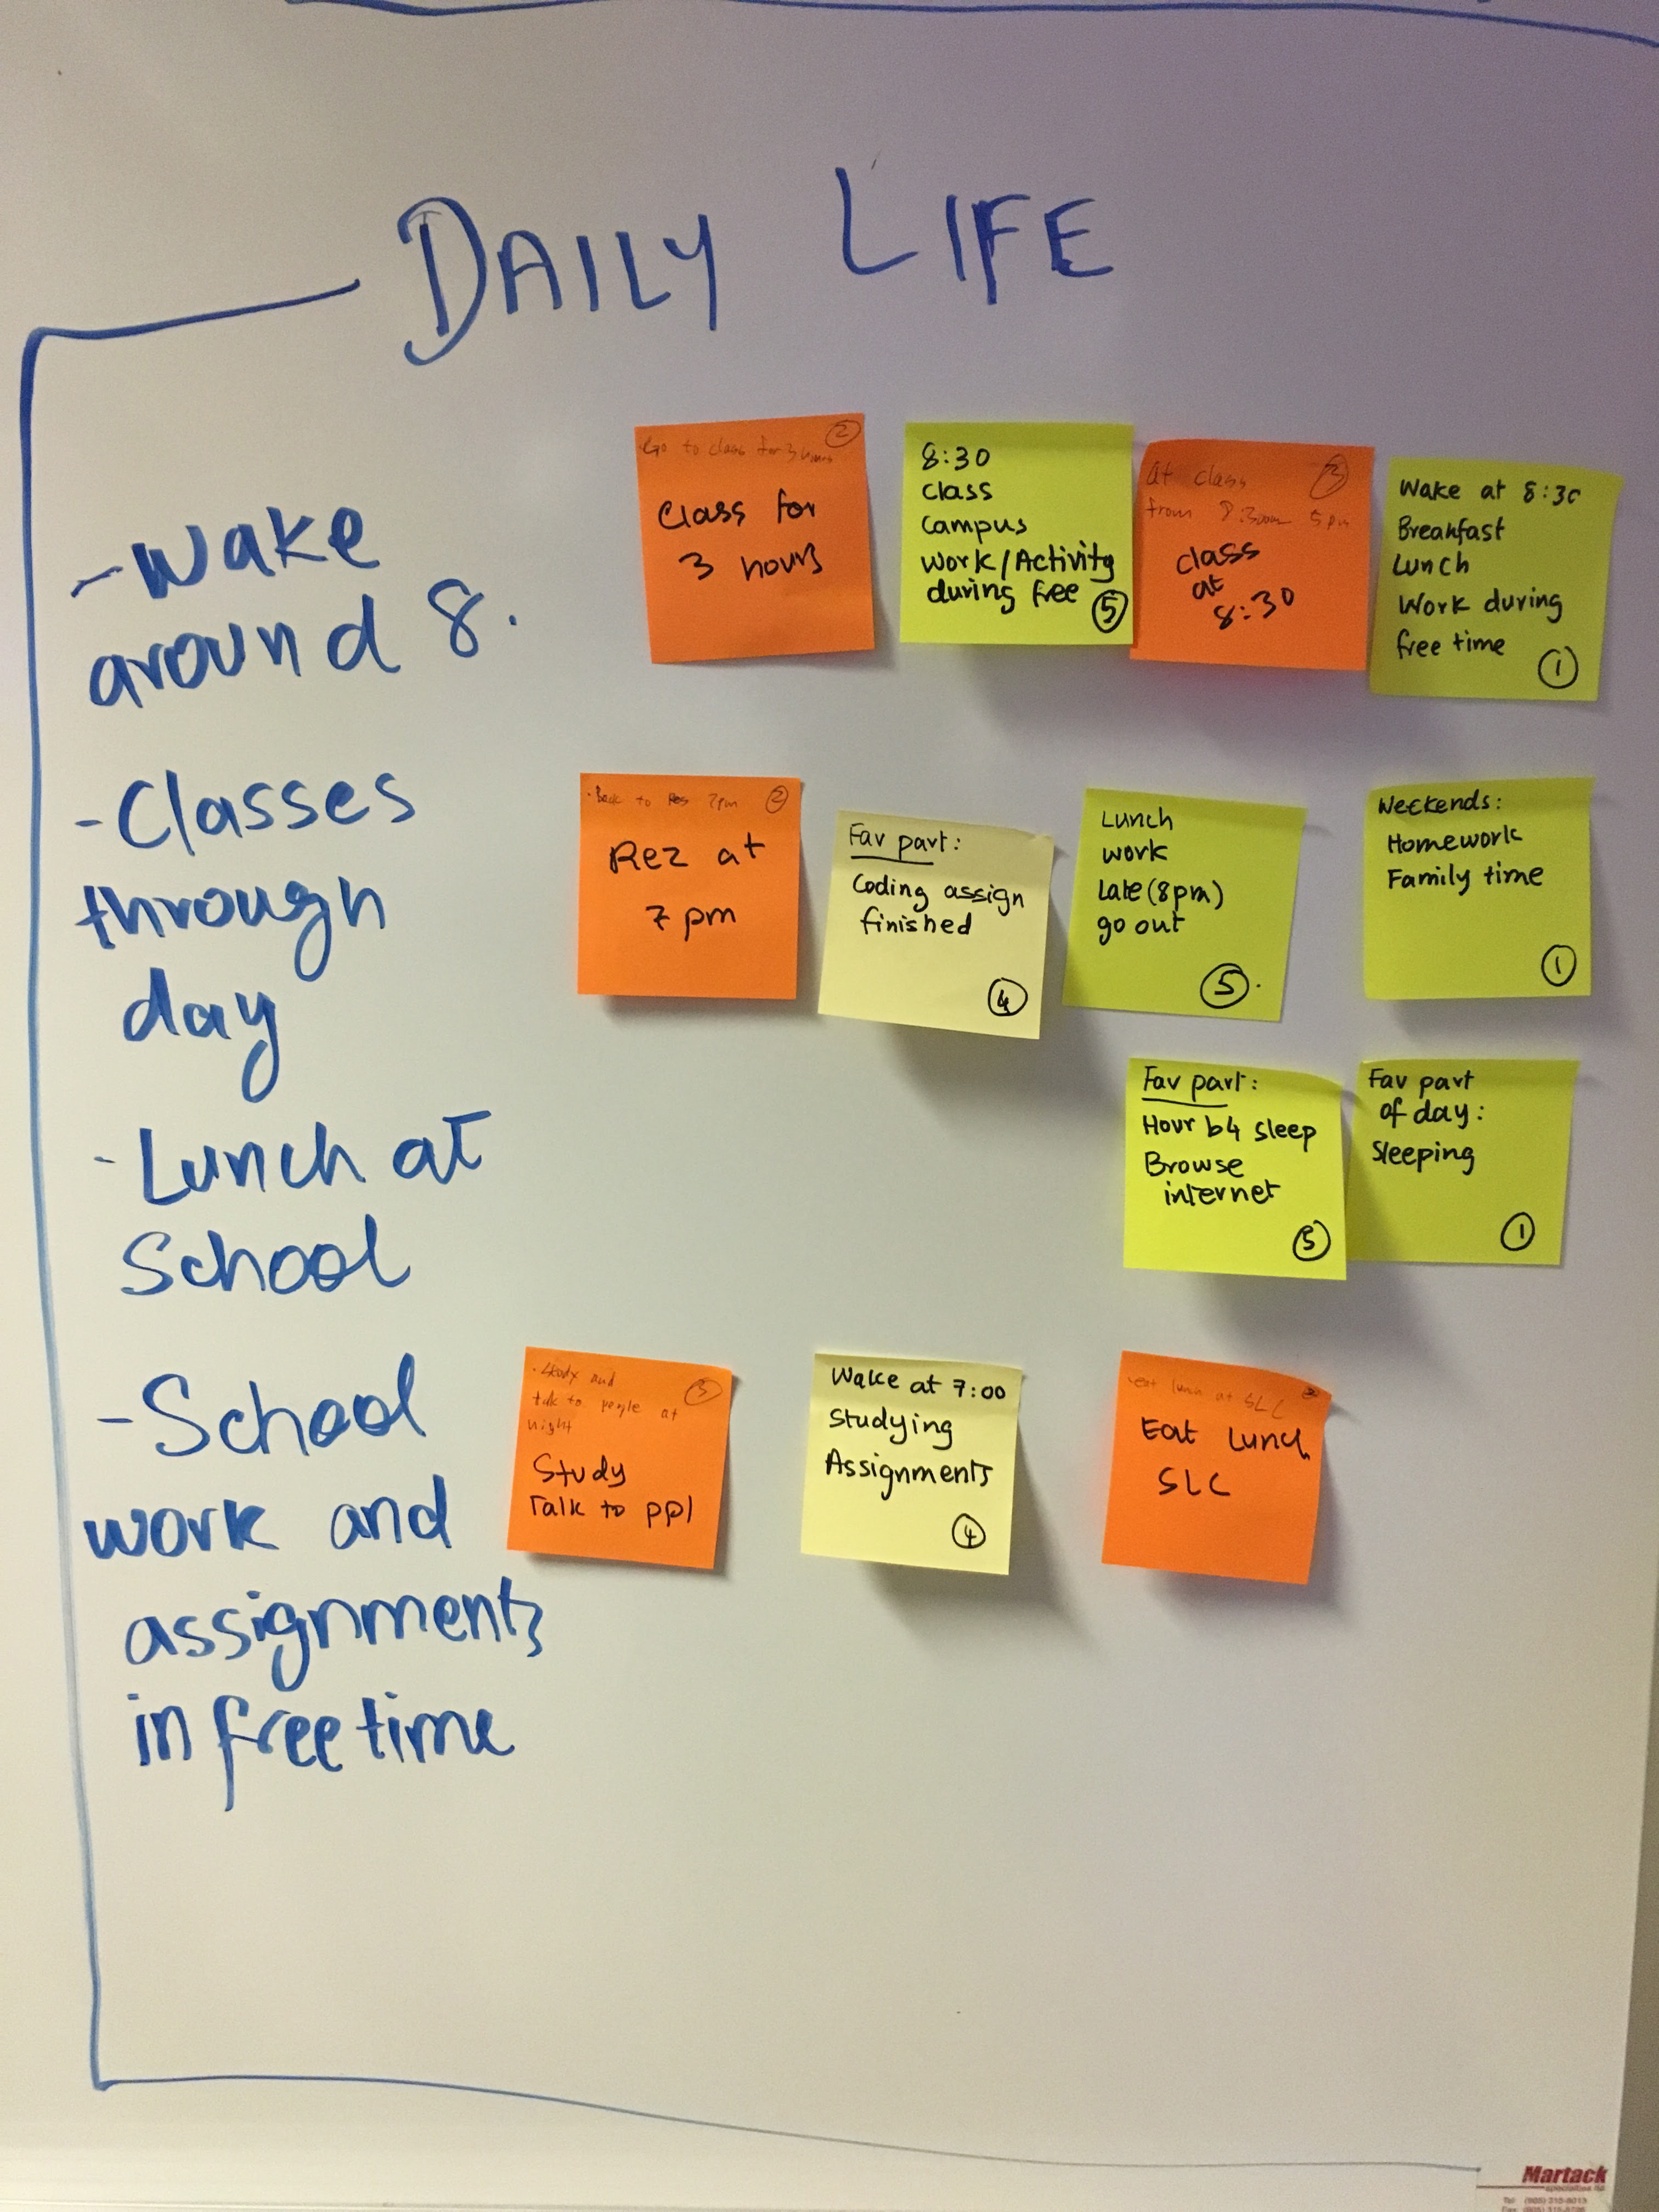 DAILY LIFE
- Wake
around 8.
- Classes
through
day
- Lunch at
School
- School
work and
assignments
in free time
Go to class for 3 hours
2
Class for
3 hours
8:30
Class
Campus
Work/Activity
during free
5
At class
3
from 8:30am 5pm
Class
at
8:30
Wake at 8:30
Breakfast
Lunch
Work during
free time
1
Back to Res 7pm
2
Rez at
7 pm
Fav part:
Coding assign
finished
4
Lunch
work
Late (8pm)
go out
5
Weekends:
Homework
Family time
1
Fav part:
Hour b4 sleep
Browse
internet
5
Fav part
of day:
Sleeping
1
Study and
3
talk to people at
night
Study
Talk to ppl
Wake at 7:00
Studying
Assignments
4
eat lunch at SLC
Eat Lunch
SLC
Martack